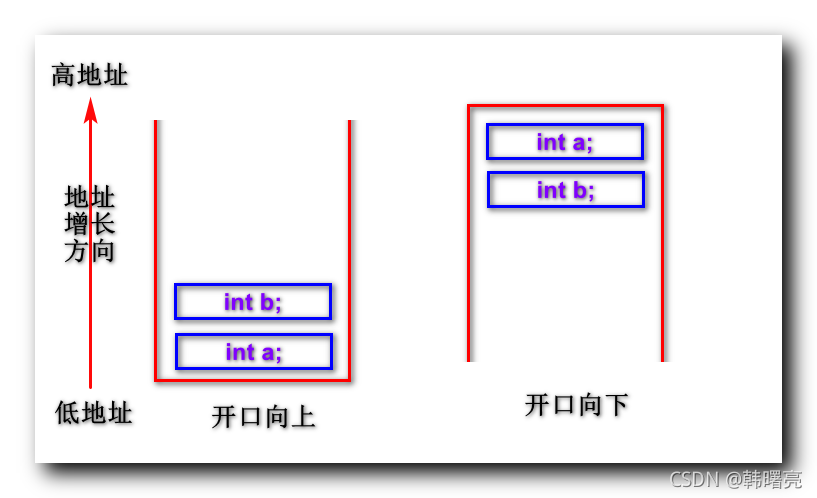 高地址
地址
增长
方向
低地址
int b;
int a;
开口向上
int a;
int b;
开口向下
CSDN @韩曙亮